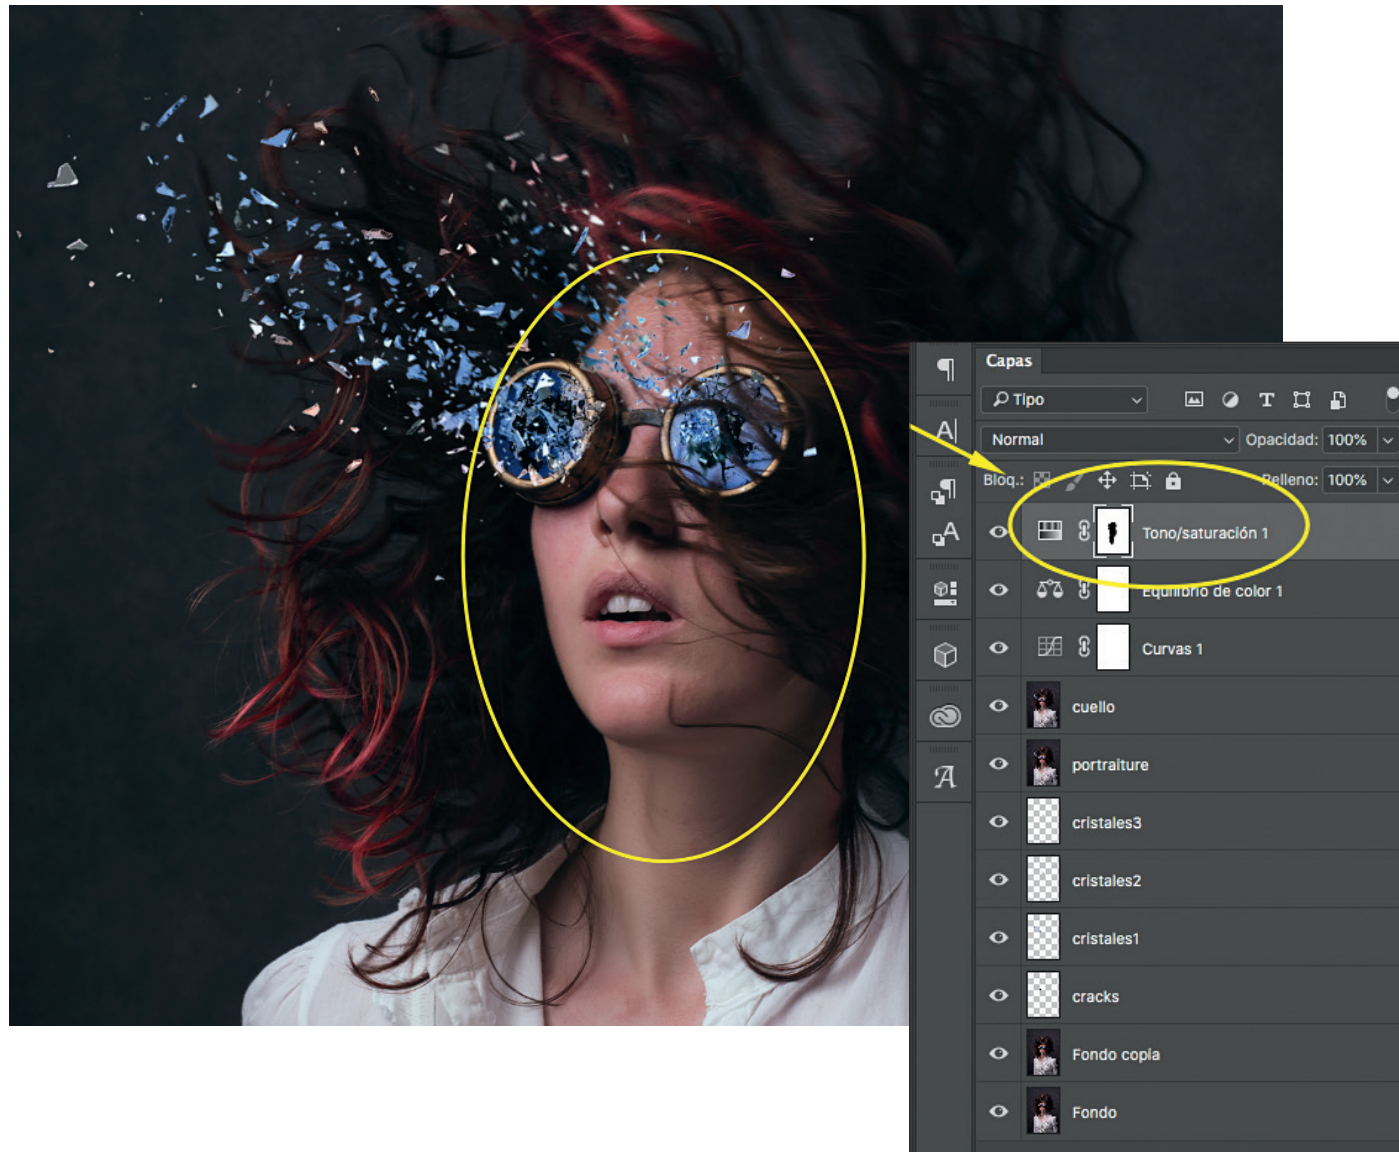 Capas
Tipo
Normal
Opacidad: 100%
Bloq.:
Relleno: 100%
Tono/saturación 1
Equilibrio de color 1
Curvas 1
cuello
portraiture
cristales3
cristales2
cristales1
cracks
Fondo copia
Fondo